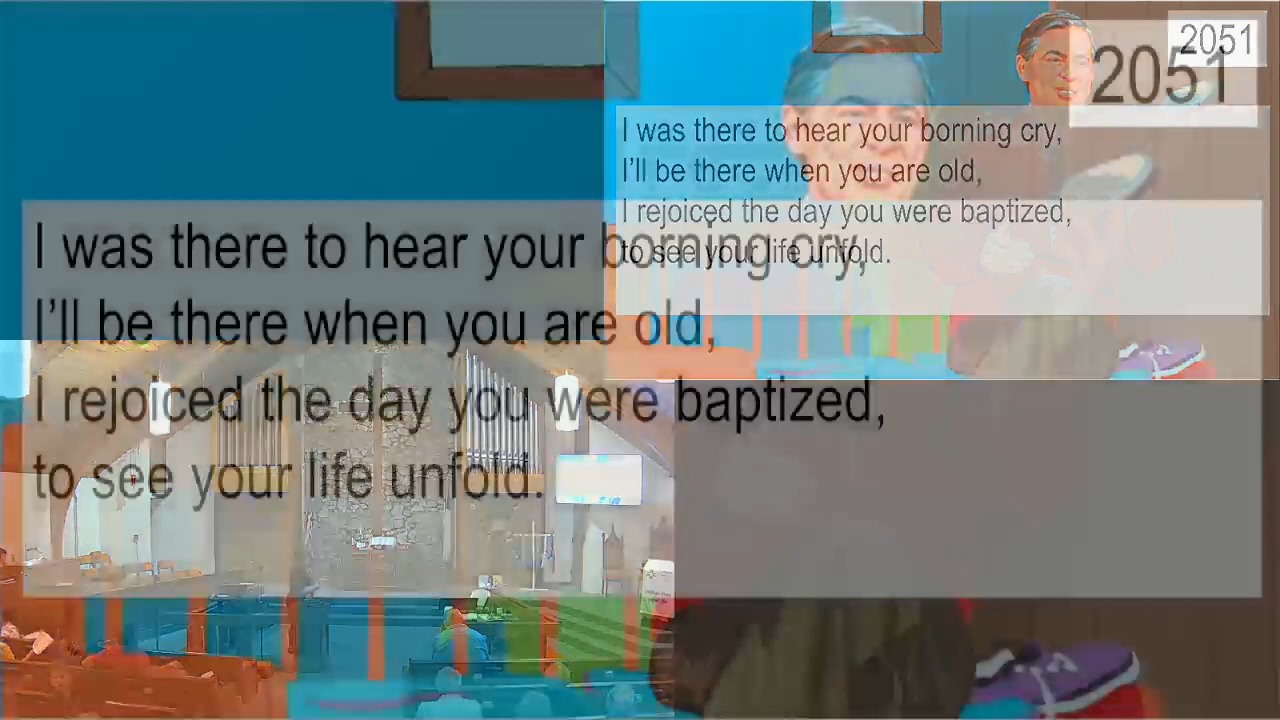 2051
2051
I was there to hear your borning cry,
I'll be there when you are old,
I rejoiced the day you were baptized,
to see your life unfold.
I was there to hear your borning cry,
I'll be there when you are old,
I rejoiced the day you were baptized,
to see your life unfold.